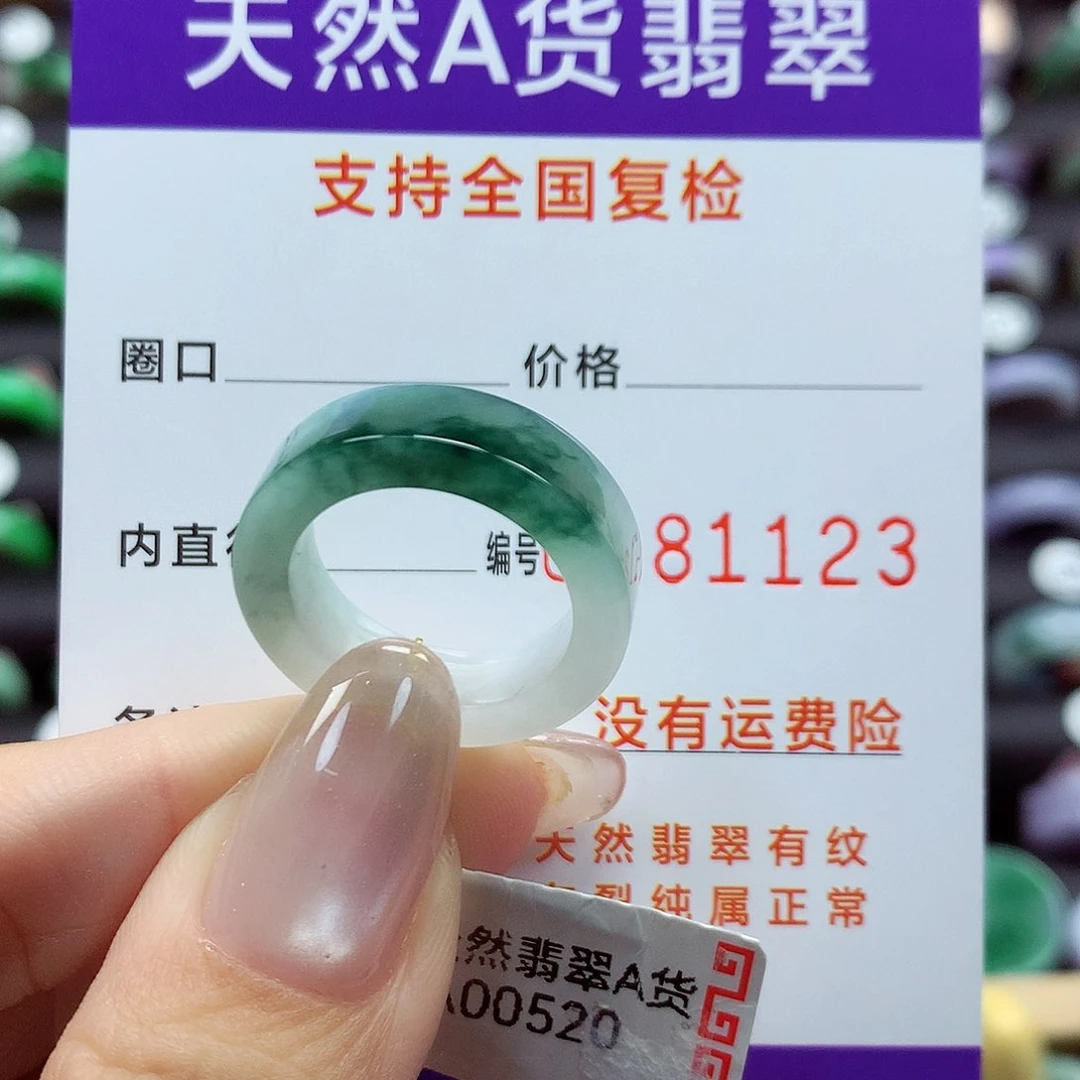 天然A货翡翠
支持全国复检
圈口 价格
内直 编号 81123
没有运费险
天然翡翠有纹
裂纯属正常
然翡翠A货
A00520